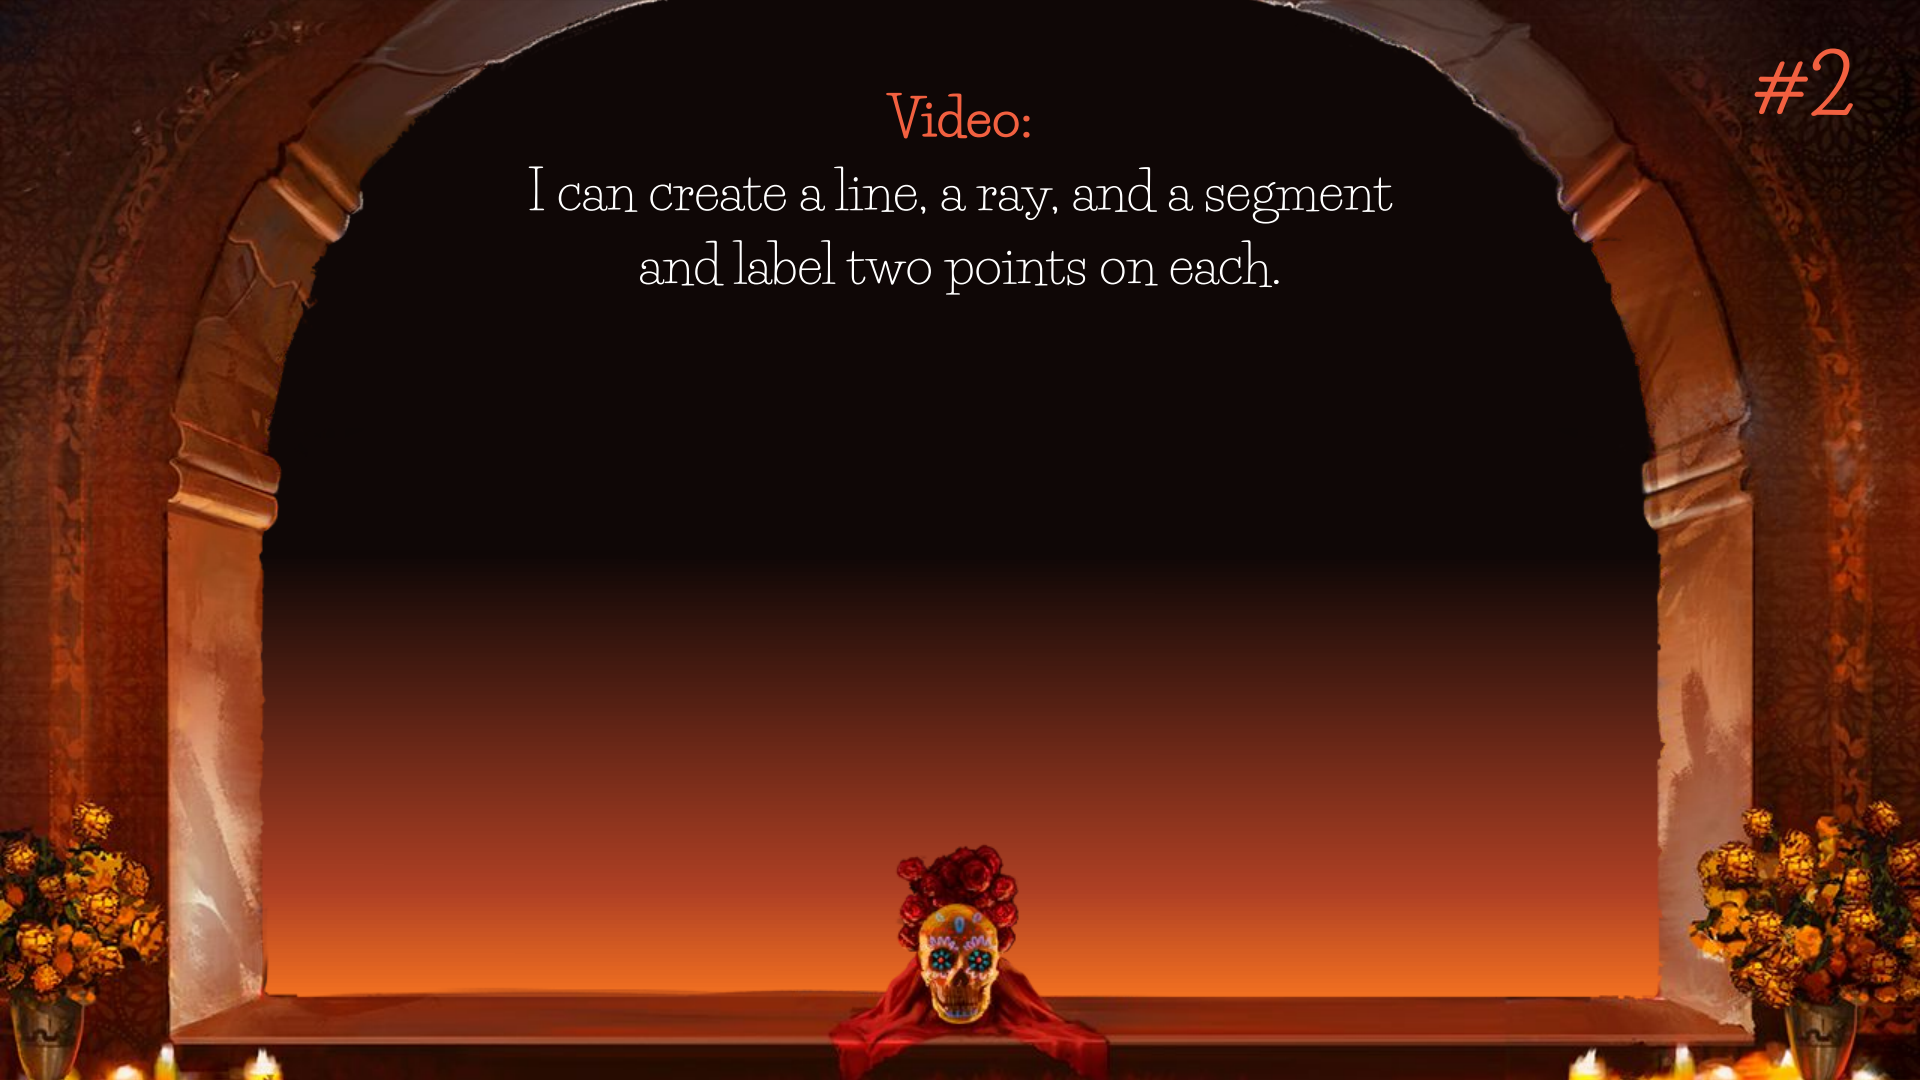 #2
Video:
I can create a line, a ray, and a segment
and label two points on each.